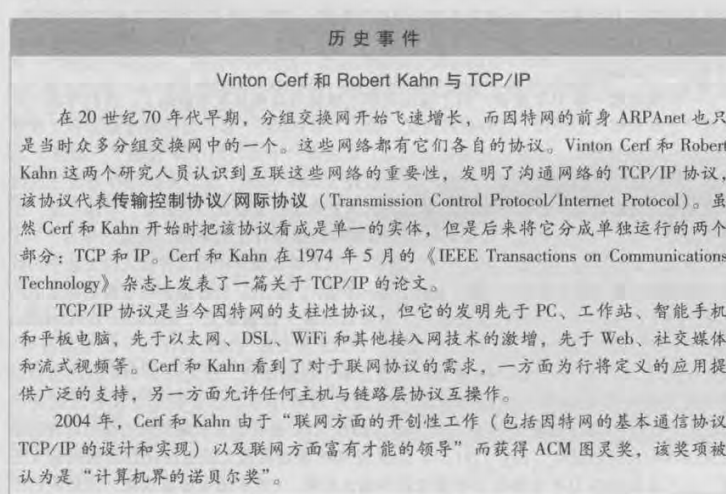 历史事件
Vinton Cerf 和 Robert Kahn 与 TCP/IP
在 20 世纪 70 年代早期，分组交换网开始飞速增长，而因特网的前身 ARPAnet 也只
是当时众多分组交换网中的一个。这些网络都有它们各自的协议。Vinton Cerf 和 Robert
Kahn 这两个研究人员认识到互联这些网络的重要性，发明了沟通网络的 TCP/IP 协议，
该协议代表传输控制协议/网际协议（Transmission Control Protocol/Internet Protocol）。虽
然 Cerf 和 Kahn 开始时把该协议看成是单一的实体，但是后来将它分成单独运行的两个
部分：TCP 和 IP。Cerf 和 Kahn 在 1974 年 5 月的《IEEE Transactions on Communications
Technology》杂志上发表了一篇关于 TCP/IP 的论文。
TCP/IP 协议是当今因特网的支柱性协议，但它的发明先于 PC、工作站、智能手机
和平板电脑，先于以太网、DSL、WiFi 和其他接入网技术的激增，先于 Web、社交媒体
和流式视频等。Cerf 和 Kahn 看到了对于联网协议的需求，一方面为行将定义的应用提
供广泛的支持，另一方面允许任何主机与链路层协议互操作。
2004 年，Cerf 和 Kahn 由于“联网方面的开创性工作（包括因特网的基本通信协议
TCP/IP 的设计和实现）以及联网方面富有才能的领导”而获得 ACM 图灵奖，该奖项被
认为是“计算机界的诺贝尔奖”。